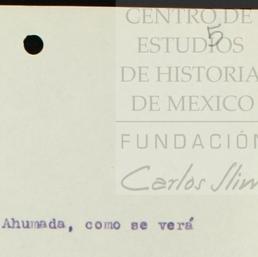 CENTRO DE
5
ESTUDIOS
DE HISTORIA
DE MEXICO
FUNDACIÓN
Carlos Slim
Ahumada, como se verá